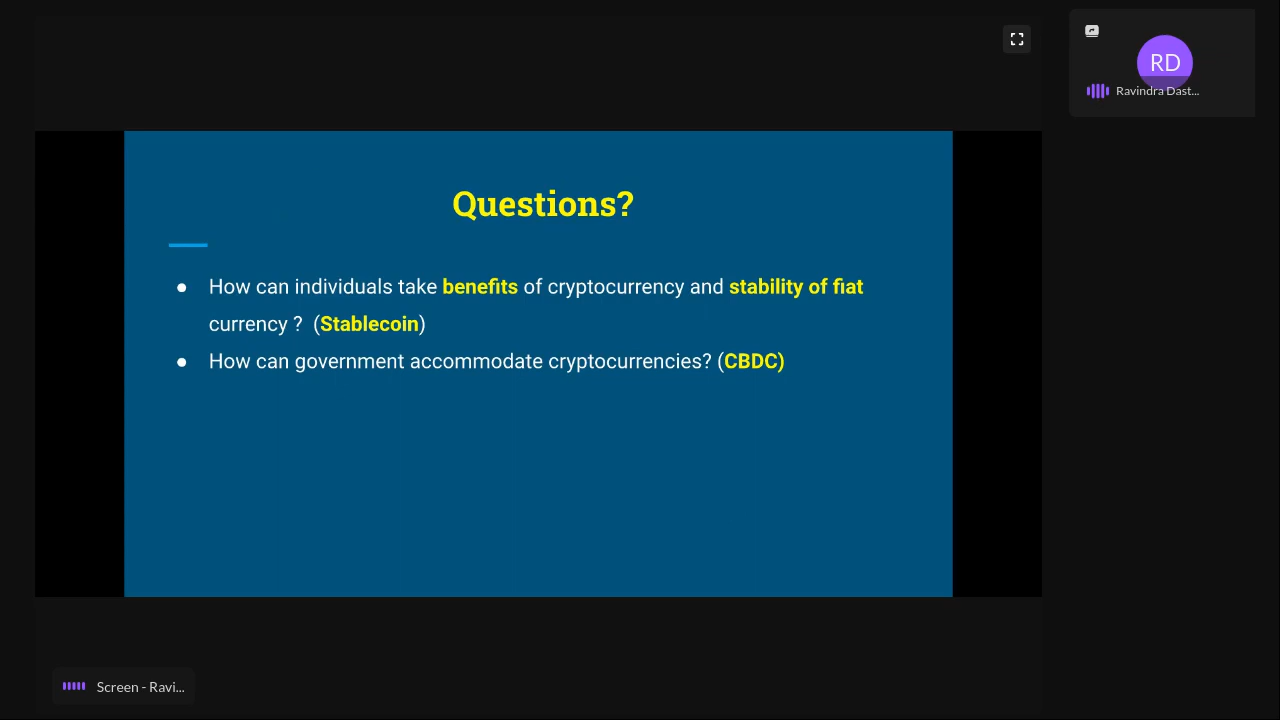 RD
Ravindra Dast...
Questions?
● How can individuals take benefits of cryptocurrency and stability of fiat
currency ? (Stablecoin)
● How can government accommodate cryptocurrencies? (CBDC)
Screen - Ravi...